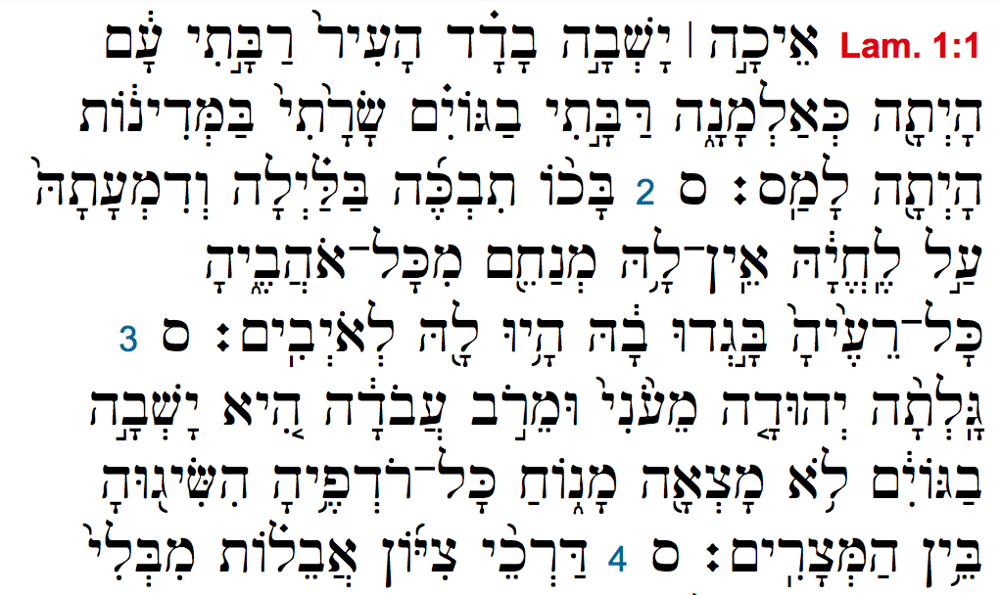 Lam. 1:1 אֵיכָ֣ה ׀ יָשְׁבָ֣ה בָדָ֗ד הָעִיר֙ רַבָּ֣תִי עָ֔ם
הָיְתָ֖ה כְּאַלְמָנָ֑ה רַּבָּ֣תִי בַגּוֹיִ֗ם שָׂרָ֙תִי֙ בַּמְּדִינ֔וֹת
הָיְתָ֖ה לָמַֽס׃ ס 2 בָּכ֨וֹ תִבְכֶּ֜ה בַּלַּ֗יְלָה וְדִמְעָתָהּ֙
עַ֣ל לֶֽחֱיָ֔הּ אֵֽין־לָ֥הּ מְנַחֵ֖ם מִכָּל־אֹהֲבֶ֑יהָ
כָּל־רֵעֶ֙יהָ֙ בָּ֣גְדוּ בָ֔הּ הָ֥יוּ לָ֖הּ לְאֹיְבִֽים׃ ס 3
גָּֽלְתָ֨ה יְהוּדָ֤ה מֵעֹ֙נִי֙ וּמֵרֹ֣ב עֲבֹדָ֔ה הִ֚יא יָשְׁבָ֣ה
בַגּוֹיִ֔ם לֹ֥א מָצְאָ֖ה מָנ֑וֹחַ כָּל־רֹדְפֶ֥יהָ הִשִּׂיג֖וּהָ
בֵּ֥ין הַמְּצָרִֽים׃ ס 4 דַּרְכֵ֨י צִיּ֜וֹן אֲבֵל֗וֹת מִבְּלִי֙